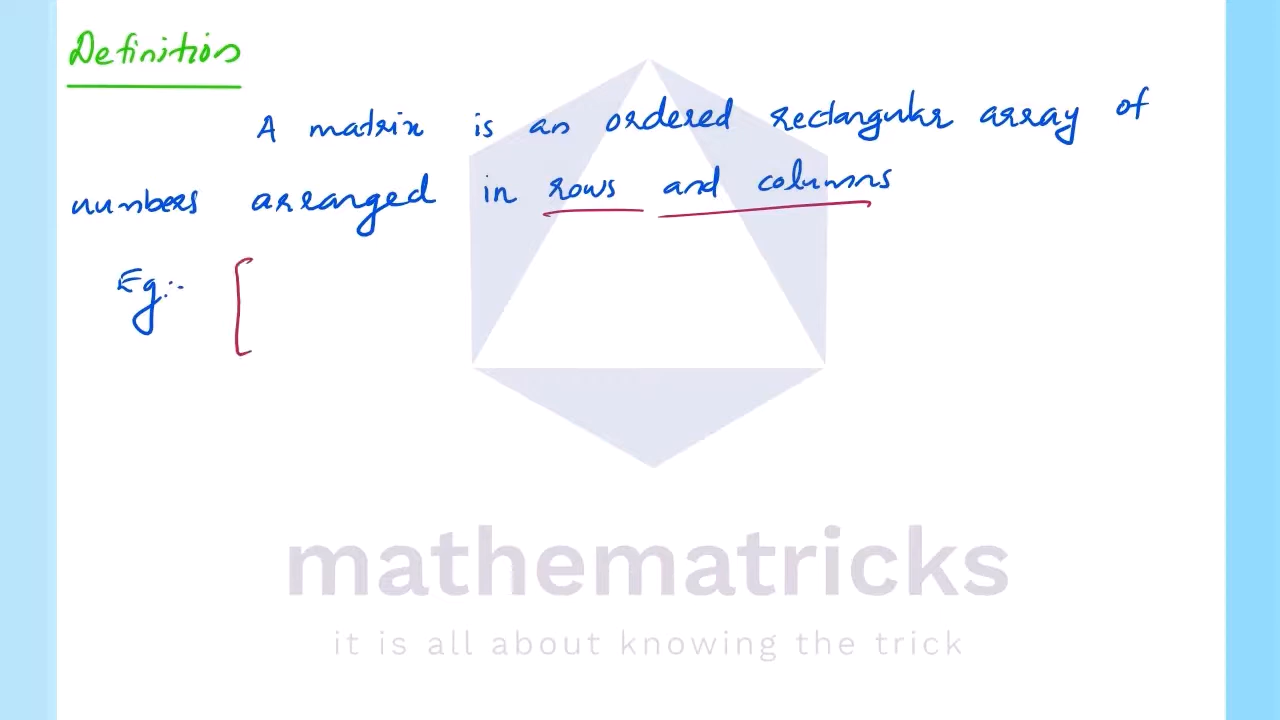 Definition
A matrix is an ordered rectangular array of
numbers arranged in rows and columns
Eg:- [
mathematricks
it is all about knowing the trick